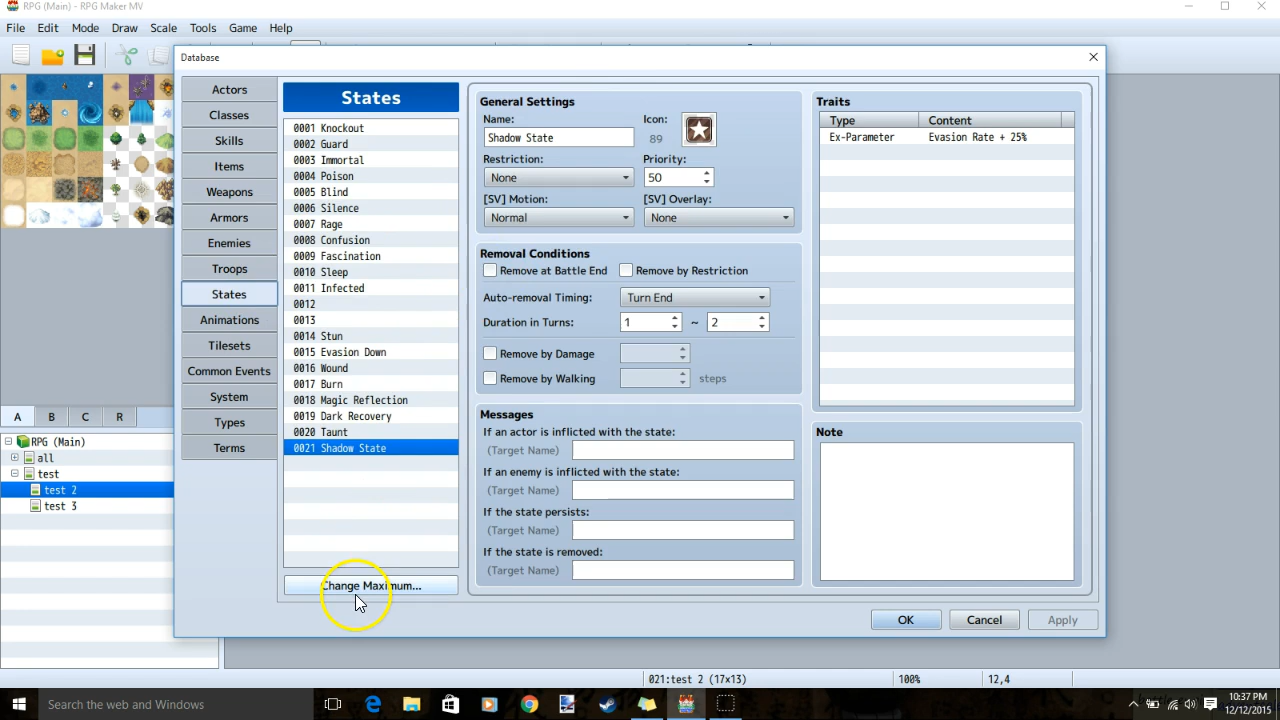 RPG (Main) - RPG Maker MV
File Edit Mode Draw Scale Tools Game Help
Database
Actors
Classes
Skills
Items
Weapons
Armors
Enemies
Troops
States
Animations
Tilesets
Common Events
System
Types
Terms
States
0001 Knockout
0002 Guard
0003 Immortal
0004 Poison
0005 Blind
0006 Silence
0007 Rage
0008 Confusion
0009 Fascination
0010 Sleep
0011 Infected
0012
0013
0014 Stun
0015 Evasion Down
0016 Wound
0017 Burn
0018 Magic Reflection
0019 Dark Recovery
0020 Taunt
0021 Shadow State
Change Maximum...
General Settings
Name: Icon:
Shadow State 89
Restriction: Priority:
None 50
[SV] Motion: [SV] Overlay:
Normal None
Removal Conditions
Remove at Battle End Remove by Restriction
Auto-removal Timing: Turn End
Duration in Turns: 1 ~ 2
Remove by Damage
Remove by Walking steps
Messages
If an actor is inflicted with the state:
(Target Name)
If an enemy is inflicted with the state:
(Target Name)
If the state persists:
(Target Name)
If the state is removed:
(Target Name)
Traits
Type Content
Ex-Parameter Evasion Rate + 25%
Note
OK Cancel Apply
A B C R
RPG (Main)
all
test
test 2
test 3
021:test 2 (17x13) 100% 12,4
Search the web and Windows
10:37 PM
12/12/2015